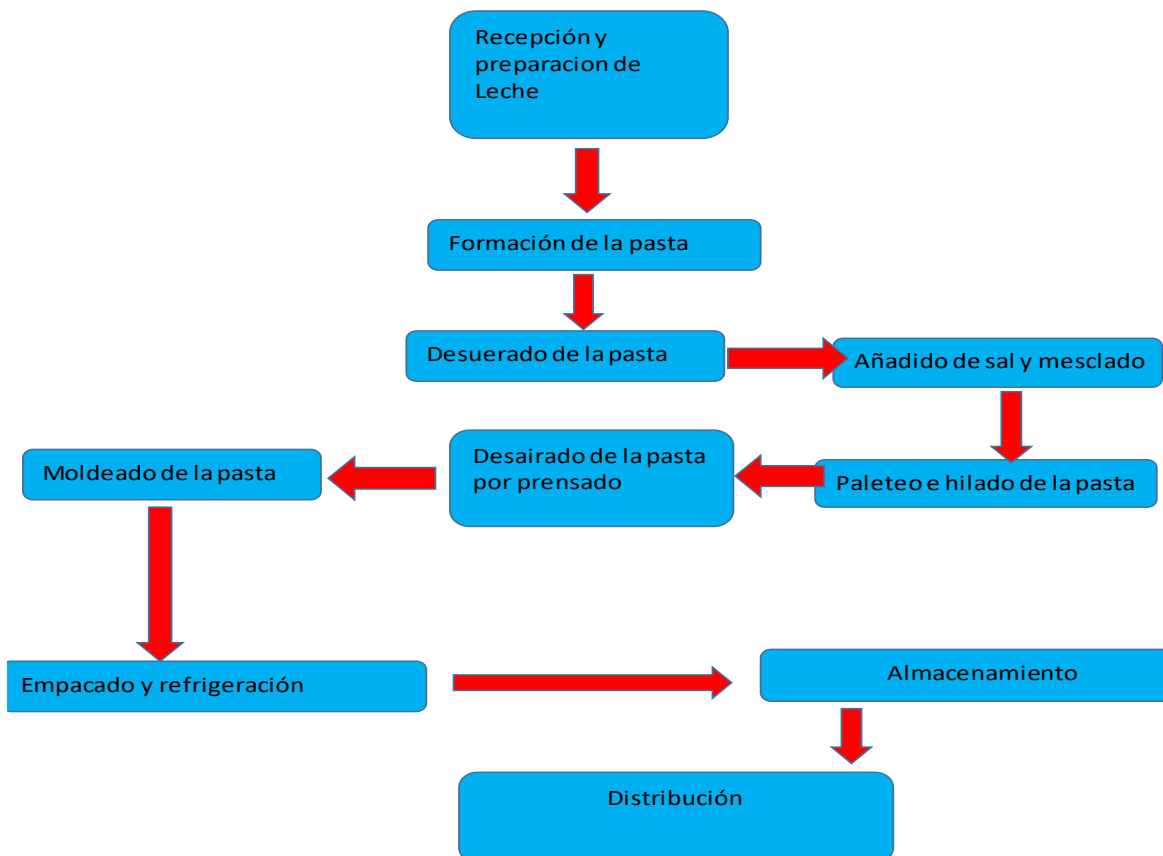 Recepción y
preparacion de
Leche
Formación de la pasta
Desuerado de la pasta
Añadido de sal y mesclado
Paleteo e hilado de la pasta
Desairado de la pasta
por prensado
Moldeado de la pasta
Empacado y refrigeración
Almacenamiento
Distribución